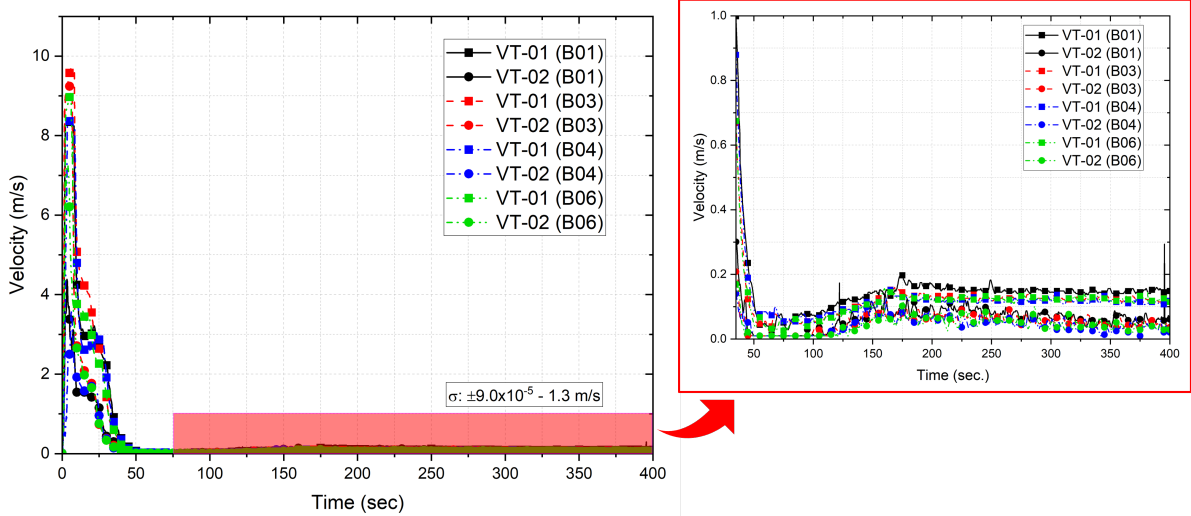 Velocity (m/s)
10
8
6
4
2
0
0 50 100 150 200 250 300 350 400
Time (sec)
VT-01 (B01)
VT-02 (B01)
VT-01 (B03)
VT-02 (B03)
VT-01 (B04)
VT-02 (B04)
VT-01 (B06)
VT-02 (B06)
σ: ±9.0x10⁻⁵ - 1.3 m/s
Velocity (m/s)
1.0
0.8
0.6
0.4
0.2
0.0
50 100 150 200 250 300 350 400
Time (sec.)
VT-01 (B01)
VT-02 (B01)
VT-01 (B03)
VT-02 (B03)
VT-01 (B04)
VT-02 (B04)
VT-01 (B06)
VT-02 (B06)